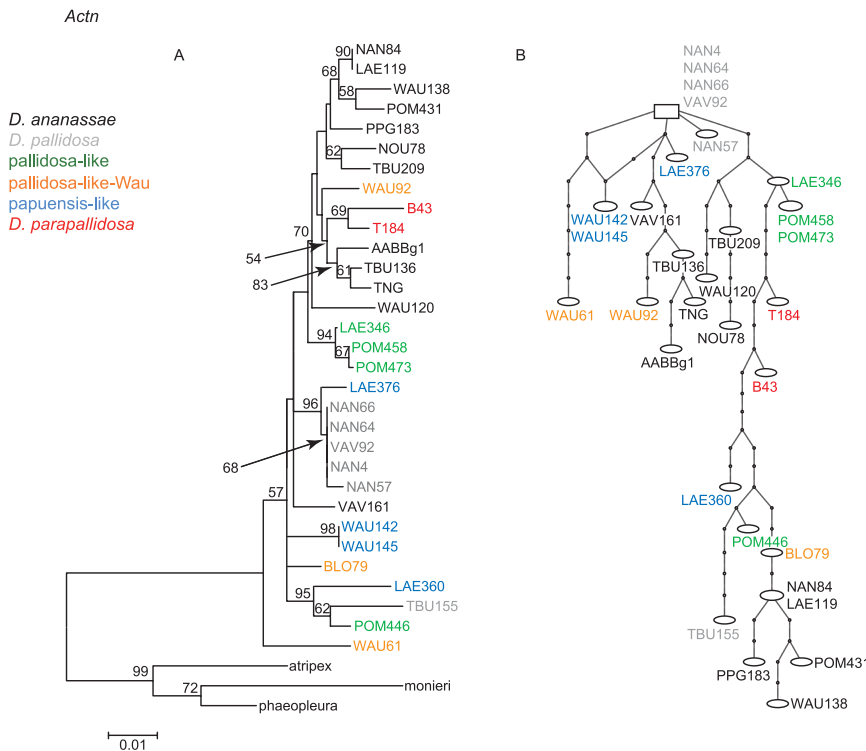 Actn
A
B
D. ananassae
D. pallidosa
pallidosa-like
pallidosa-like-Wau
papuensis-like
D. parapallidosa
90
NAN84
LAE119
68
58
WAU138
POM431
PPG183
62
NOU78
TBU209
WAU92
69
B43
T184
70
54
83
AABBg1
61
TBU136
TNG
WAU120
94
LAE346
67
POM458
POM473
LAE376
96
NAN66
NAN64
VAV92
68
NAN4
NAN57
VAV161
57
98
WAU142
WAU145
BLO79
95
LAE360
62
TBU155
POM446
WAU61
99
atripex
72
monieri
phaeopleura
0.01
NAN4
NAN64
NAN66
VAV92
NAN57
LAE376
LAE346
WAU142
WAU145
VAV161
POM458
POM473
TBU209
TBU136
WAU120
WAU61
WAU92
TNG
NOU78
T184
AABBg1
B43
LAE360
POM446
BLO79
NAN84
LAE119
TBU155
PPG183
POM431
WAU138